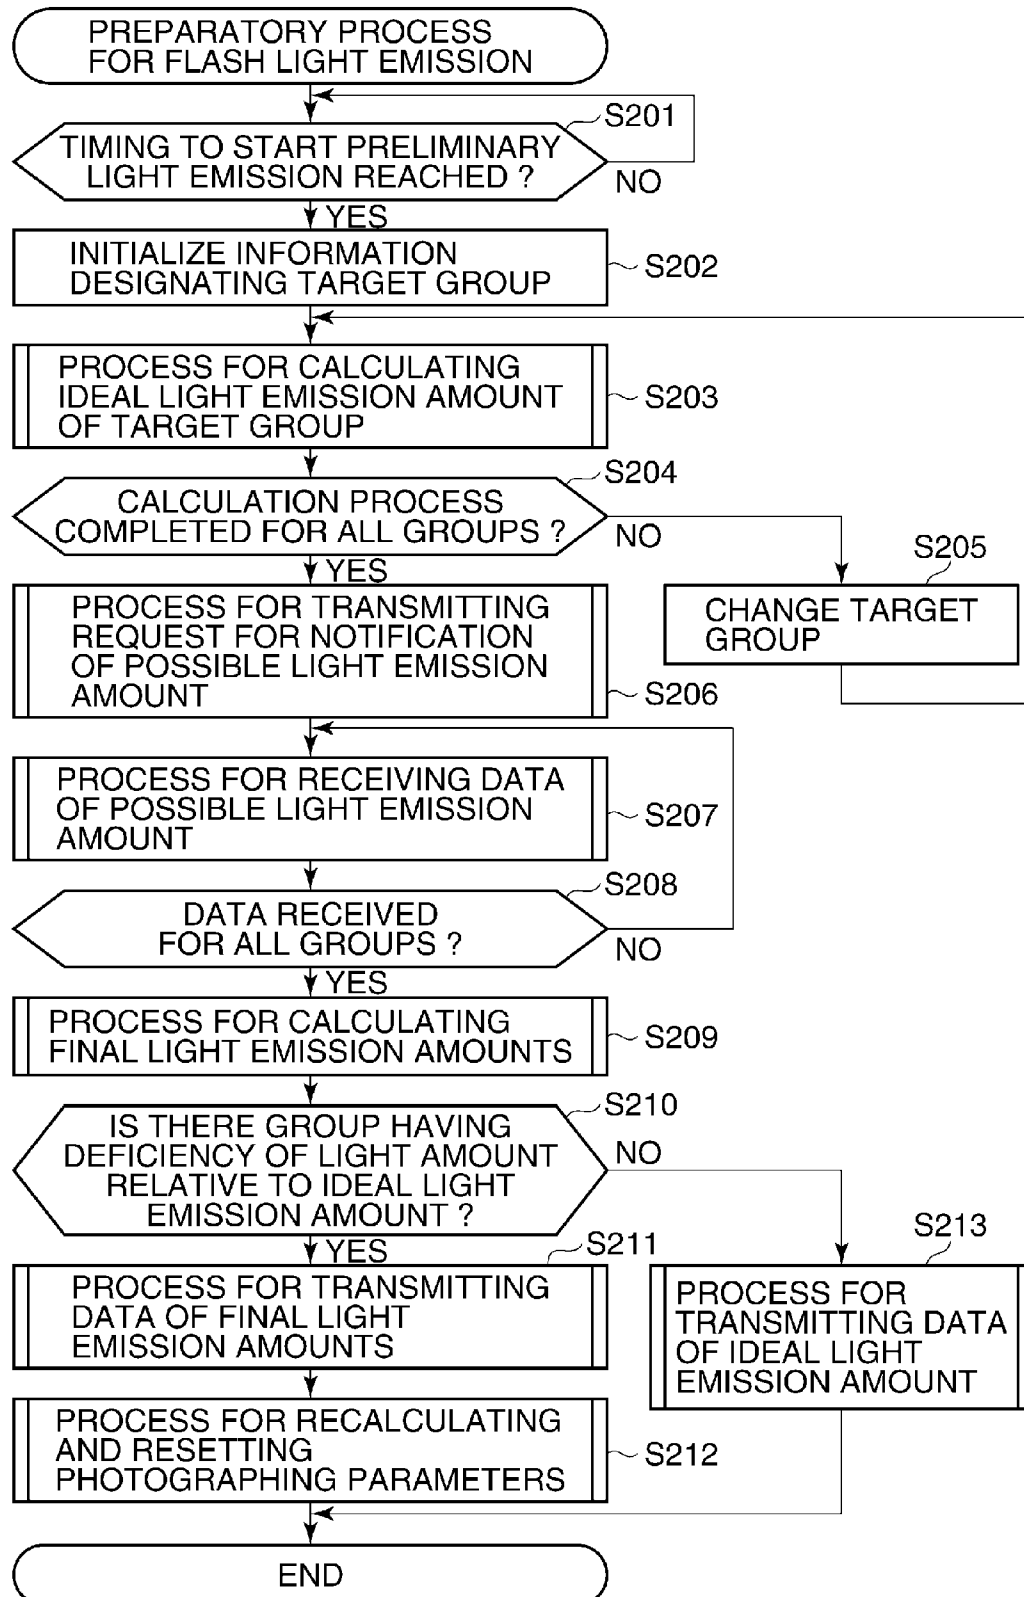 PREPARATORY PROCESS
FOR FLASH LIGHT EMISSION
S201
TIMING TO START PRELIMINARY
LIGHT EMISSION REACHED ?
NO
YES
INITIALIZE INFORMATION
DESIGNATING TARGET GROUP
S202
PROCESS FOR CALCULATING
IDEAL LIGHT EMISSION AMOUNT
OF TARGET GROUP
S203
S204
CALCULATION PROCESS
COMPLETED FOR ALL GROUPS ?
NO
S205
CHANGE TARGET
GROUP
YES
PROCESS FOR TRANSMITTING
REQUEST FOR NOTIFICATION
OF POSSIBLE LIGHT EMISSION
AMOUNT
S206
PROCESS FOR RECEIVING DATA
OF POSSIBLE LIGHT EMISSION
AMOUNT
S207
S208
DATA RECEIVED
FOR ALL GROUPS ?
NO
YES
PROCESS FOR CALCULATING
FINAL LIGHT EMISSION AMOUNTS
S209
S210
IS THERE GROUP HAVING
DEFICIENCY OF LIGHT AMOUNT
RELATIVE TO IDEAL LIGHT
EMISSION AMOUNT ?
NO
YES
S211
PROCESS FOR TRANSMITTING
DATA OF FINAL LIGHT
EMISSION AMOUNTS
S213
PROCESS FOR
TRANSMITTING DATA
OF IDEAL LIGHT
EMISSION AMOUNT
PROCESS FOR RECALCULATING
AND RESETTING
PHOTOGRAPHING PARAMETERS
S212
END